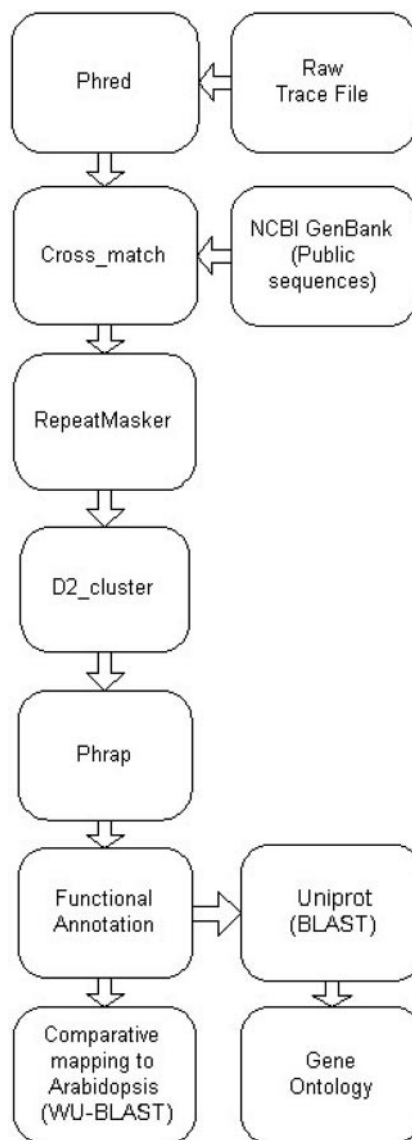 Phred
Raw
Trace File
Cross_match
NCBI GenBank
(Public
sequences)
RepeatMasker
D2_cluster
Phrap
Functional
Annotation
Uniprot
(BLAST)
Comparative
mapping to
Arabidopsis
(WU-BLAST)
Gene
Ontology